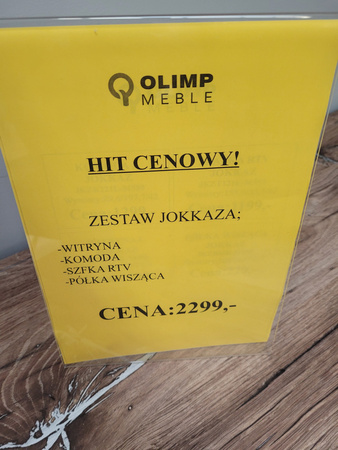 OLIMP
MEBLE
HIT CENOWY!
ZESTAW JOKKAZA;
-WITRYNA
-KOMODA
-SZFKA RTV
-PÓŁKA WISZĄCA
CENA:2299,-